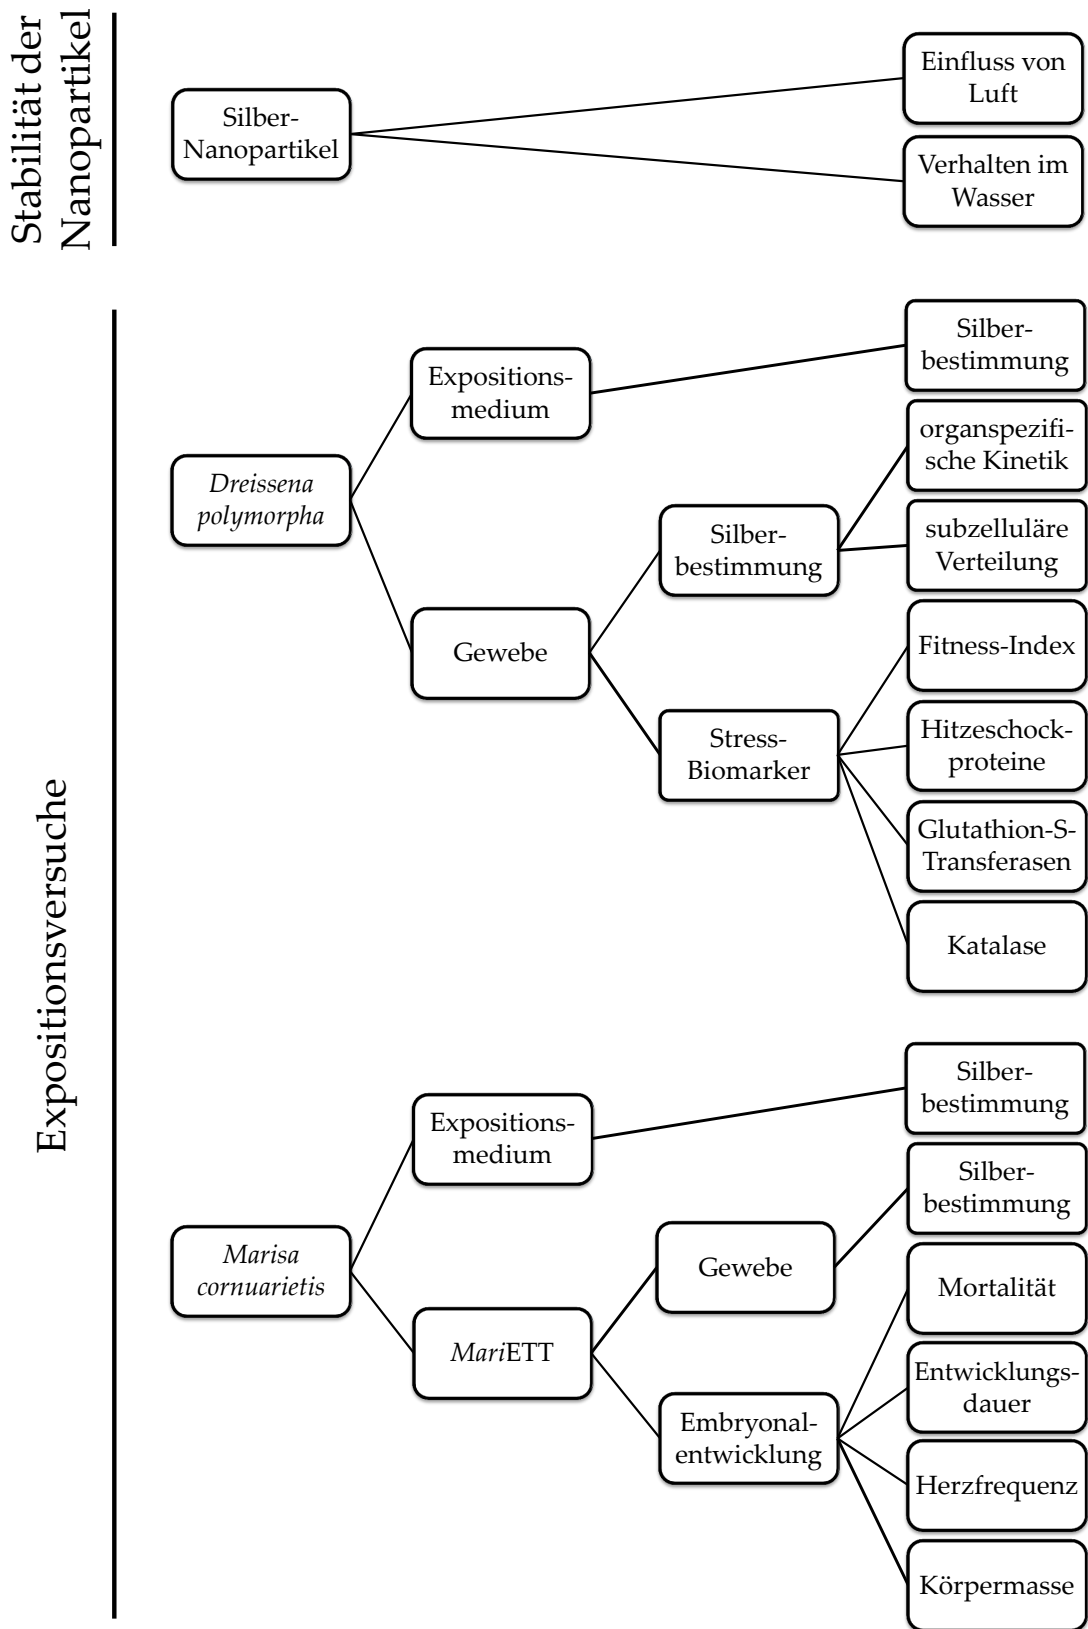 Stabilität der
Nanopartikel
Silber-
Nanopartikel
Einfluss von
Luft
Verhalten im
Wasser
Expositionsversuche
Dreissena
polymorpha
Expositions-
medium
Silber-
bestimmung
Gewebe
Silber-
bestimmung
organspezifi-
sche Kinetik
subzelluläre
Verteilung
Stress-
Biomarker
Fitness-Index
Hitzeschock-
proteine
Glutathion-S-
Transferasen
Katalase
Marisa
cornuarietis
Expositions-
medium
Silber-
bestimmung
MariETT
Gewebe
Silber-
bestimmung
Embryonal-
entwicklung
Mortalität
Entwicklungs-
dauer
Herzfrequenz
Körpermasse